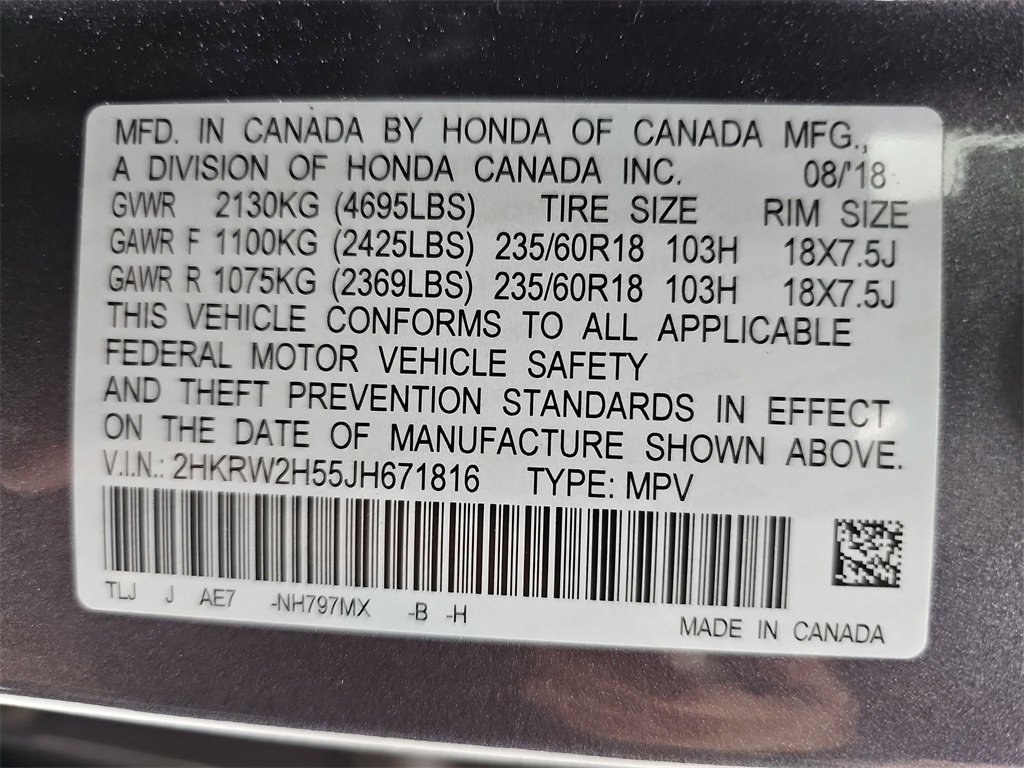 MFD. IN CANADA BY HONDA OF CANADA MFG.,
A DIVISION OF HONDA CANADA INC. 08/'18
GVWR 2130KG (4695LBS) TIRE SIZE RIM SIZE
GAWR F 1100KG (2425LBS) 235/60R18 103H 18X7.5J
GAWR R 1075KG (2369LBS) 235/60R18 103H 18X7.5J
THIS VEHICLE CONFORMS TO ALL APPLICABLE
FEDERAL MOTOR VEHICLE SAFETY
AND THEFT PREVENTION STANDARDS IN EFFECT
ON THE DATE OF MANUFACTURE SHOWN ABOVE.
V.I.N.: 2HKRW2H55JH671816 TYPE: MPV
TLJ J AE7 -NH797MX -B -H
MADE IN CANADA